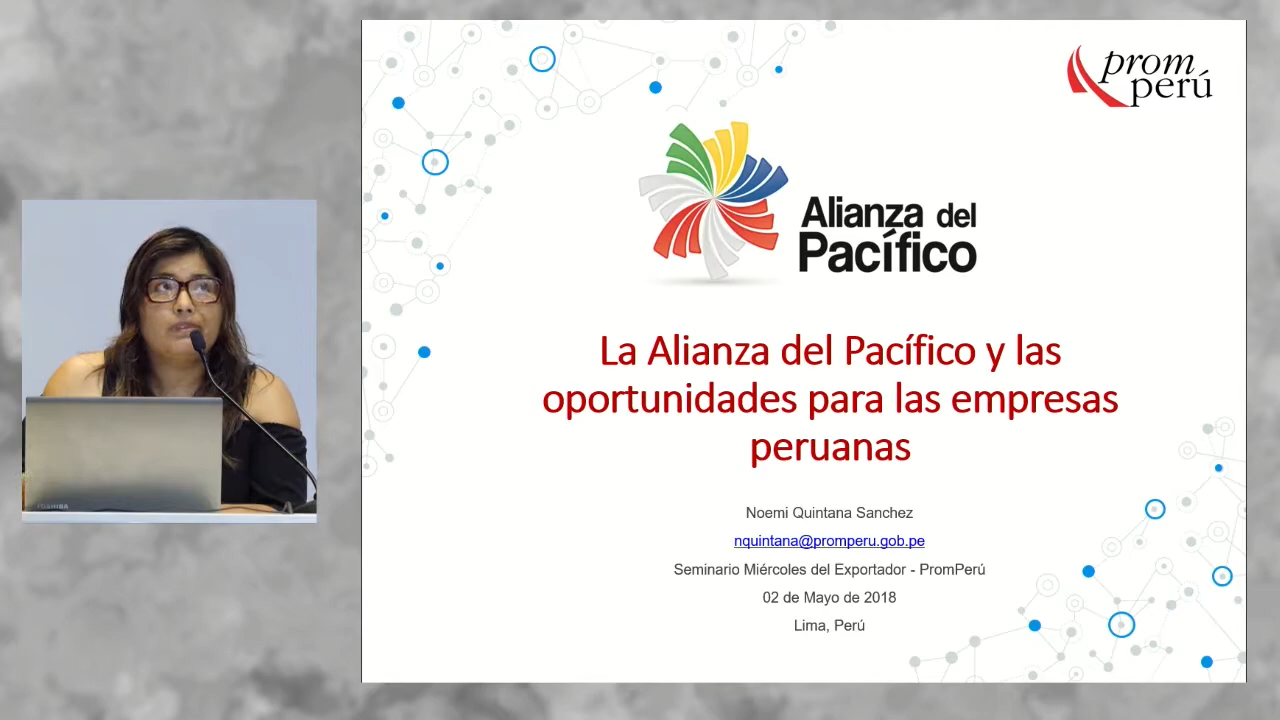 prom
perú
Alianza del
Pacífico
La Alianza del Pacífico y las
oportunidades para las empresas
peruanas
Noemi Quintana Sanchez
nquintana@promperu.gob.pe
Seminario Miércoles del Exportador - PromPerú
02 de Mayo de 2018
Lima, Perú
TOSHIBA